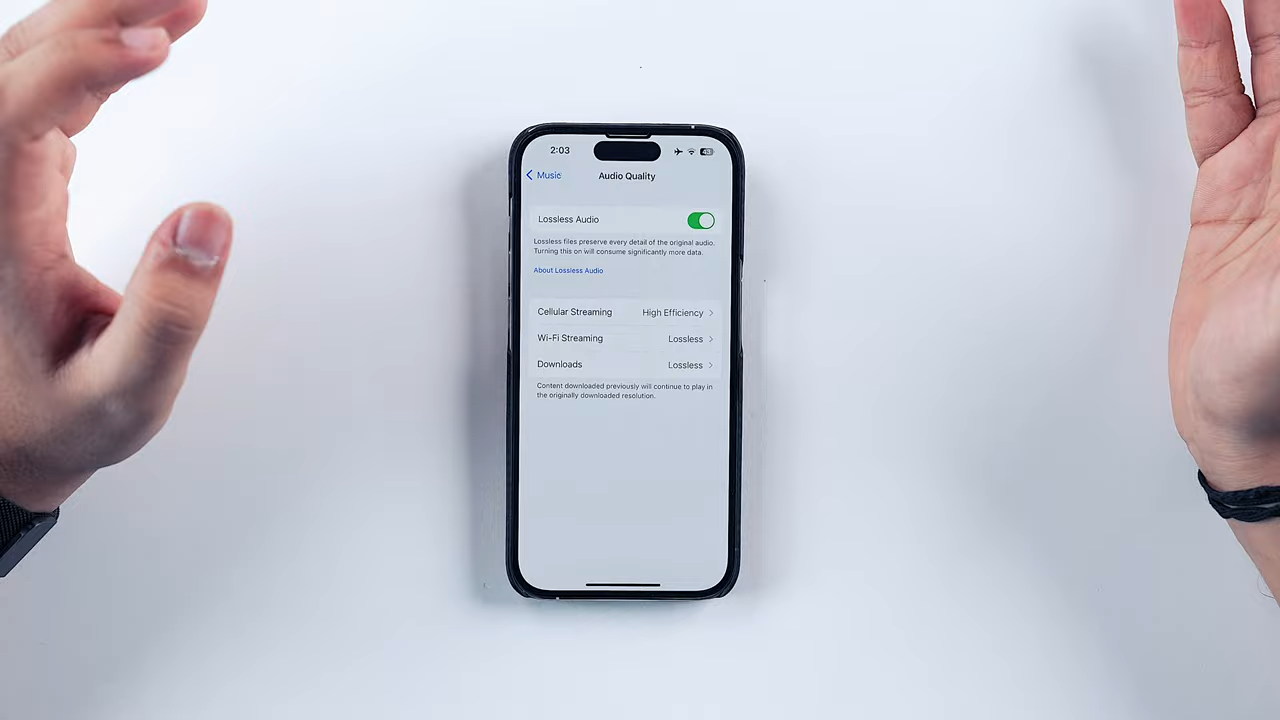 2:03
Music
Audio Quality
Lossless Audio
Lossless files preserve every detail of the original audio.
Turning this on will consume significantly more data.
About Lossless Audio
Cellular Streaming High Efficiency
Wi-Fi Streaming Lossless
Downloads Lossless
Content downloaded previously will continue to play in
the originally downloaded resolution.